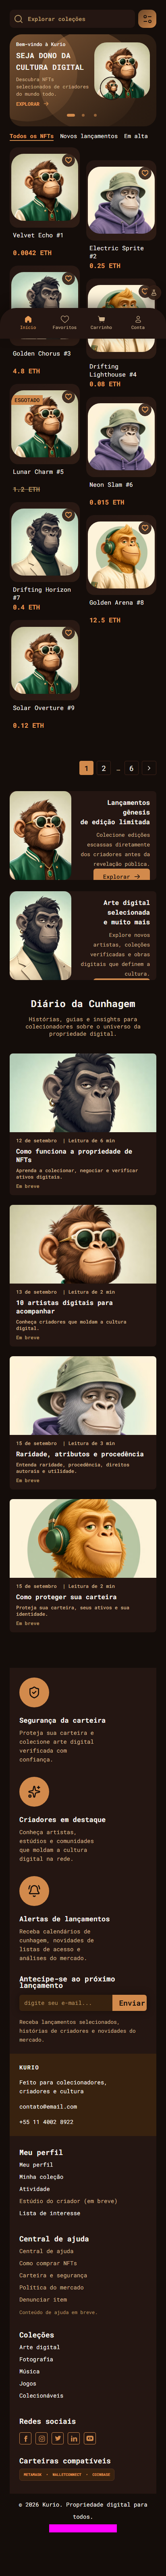 Explorar coleções
Bem-vindo à Kurio
SEJA DONO DA
CULTURA DIGITAL
Descubra NFTs
selecionados de criadores
do mundo todo.
EXPLORAR →
Todos os NFTs Novos lançamentos Em alta
Velvet Echo #1
0.0042 ETH
Electric Sprite
#2
0.25 ETH
Golden Chorus #3
4.8 ETH
Drifting
Lighthouse #4
0.08 ETH
Início Favoritos Carrinho Conta
ESGOTADO
Lunar Charm #5
1.2 ETH
Neon Slam #6
0.015 ETH
Drifting Horizon
#7
0.4 ETH
Golden Arena #8
12.5 ETH
Solar Overture #9
0.12 ETH
1 2 … 6
Lançamentos
gênesis
de edição limitada
Colecione edições
escassas diretamente
dos criadores antes da
revelação pública.
Explorar →
Arte digital
selecionada
e muito mais
Explore novos
artistas, coleções
verificadas e obras
digitais que definem a
cultura.
Diário da Cunhagem
Histórias, guias e insights para
colecionadores sobre o universo da
propriedade digital.
12 de setembro | Leitura de 6 min
Como funciona a propriedade de
NFTs
Aprenda a colecionar, negociar e verificar
ativos digitais.
Em breve
13 de setembro | Leitura de 2 min
10 artistas digitais para
acompanhar
Conheça criadores que moldam a cultura
digital.
Em breve
15 de setembro | Leitura de 3 min
Raridade, atributos e procedência
Entenda raridade, procedência, direitos
autorais e utilidade.
Em breve
15 de setembro | Leitura de 2 min
Como proteger sua carteira
Proteja sua carteira, seus ativos e sua
identidade.
Em breve
Segurança da carteira
Proteja sua carteira e
colecione arte digital
verificada com
confiança.
Criadores em destaque
Conheça artistas,
estúdios e comunidades
que moldam a cultura
digital na rede.
Alertas de lançamentos
Receba calendários de
cunhagem, novidades de
listas de acesso e
análises do mercado.
Antecipe-se ao próximo
lançamento
digite seu e-mail... Enviar
Receba lançamentos selecionados,
histórias de criadores e novidades do
mercado.
KURIO
Feito para colecionadores,
criadores e cultura
contato@email.com
+55 11 4002 8922
Meu perfil
Meu perfil
Minha coleção
Atividade
Estúdio do criador (em breve)
Lista de interesse
Central de ajuda
Central de ajuda
Como comprar NFTs
Carteira e segurança
Política do mercado
Denunciar item
Conteúdo de ajuda em breve.
Coleções
Arte digital
Fotografia
Música
Jogos
Colecionáveis
Redes sociais
Carteiras compatíveis
METAMASK • WALLETCONNECT • COINBASE
© 2026 Kurio. Propriedade digital para
todos.